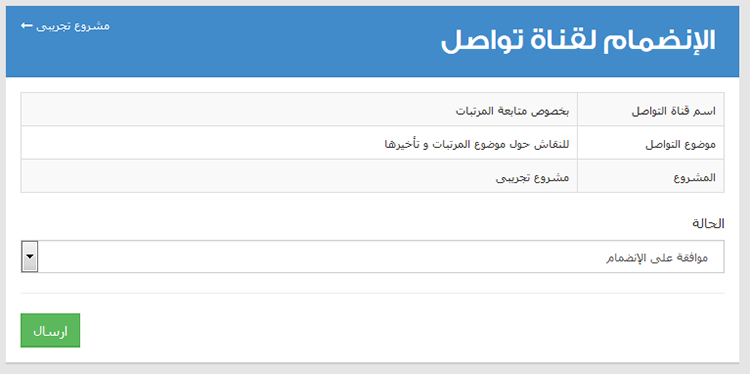 الإنضمام لقناة تواصل
مشروع تجريبى ←
اسم قناة التواصل بخصوص متابعة المرتبات
موضوع التواصل للنقاش حول موضوع المرتبات و تأخيرها
المشروع مشروع تجريبى
الحالة
موافقة على الإنضمام
ارسال